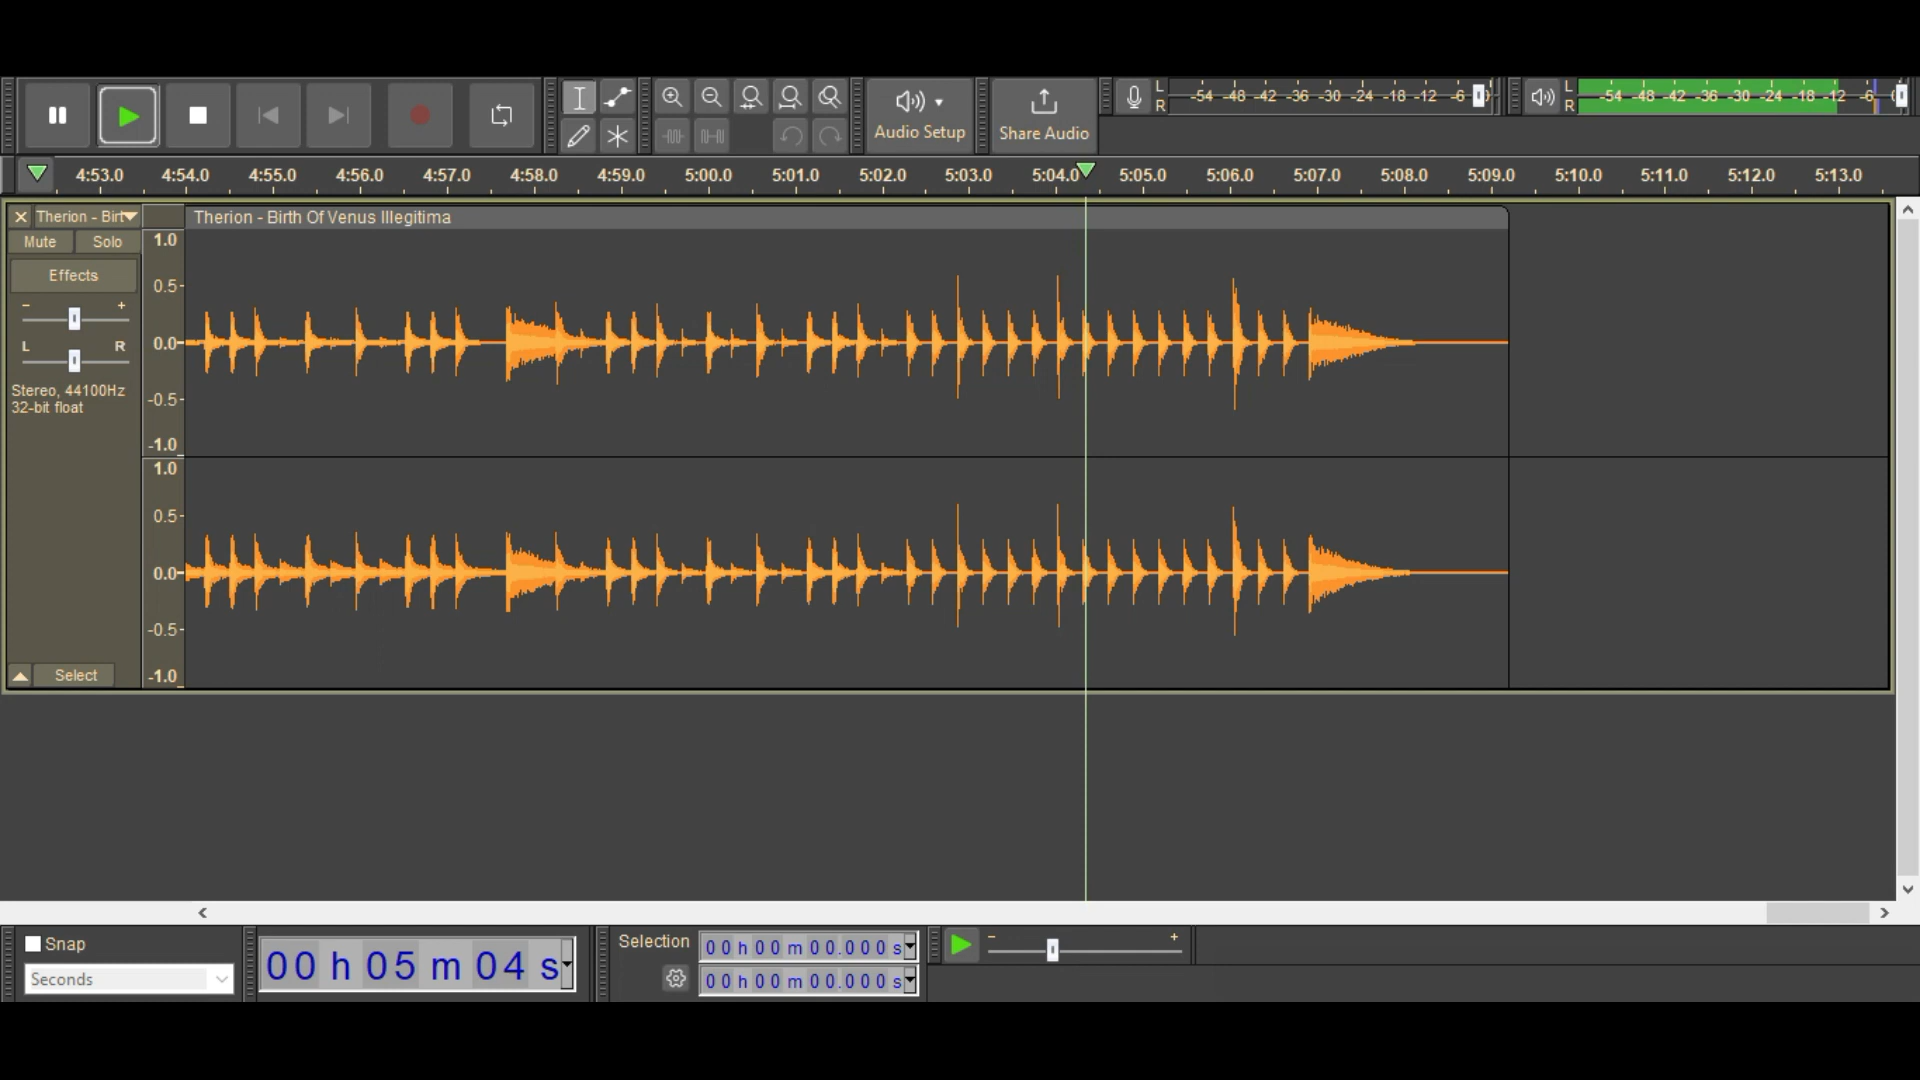 L
R
-54 -48 -42 -36 -30 -24 -18 -12 -6
L
R
-54 -48 -42 -36 -30 -24 -18 -12 -6
Audio Setup
Share Audio
4:53.0 4:54.0 4:55.0 4:56.0 4:57.0 4:58.0 4:59.0 5:00.0 5:01.0 5:02.0 5:03.0 5:04.0 5:05.0 5:06.0 5:07.0 5:08.0 5:09.0 5:10.0 5:11.0 5:12.0 5:13.0
Therion - Birt
Therion - Birth Of Venus Illegitima
Mute Solo
Effects
- +
L R
Stereo, 44100Hz
32-bit float
1.0
0.5-
0.0-
-0.5-
-1.0
1.0
0.5-
0.0-
-0.5-
-1.0
Select
Snap
Seconds
00 h 05 m 04 s
Selection
00 h 00 m 00.000 s
00 h 00 m 00.000 s
- +